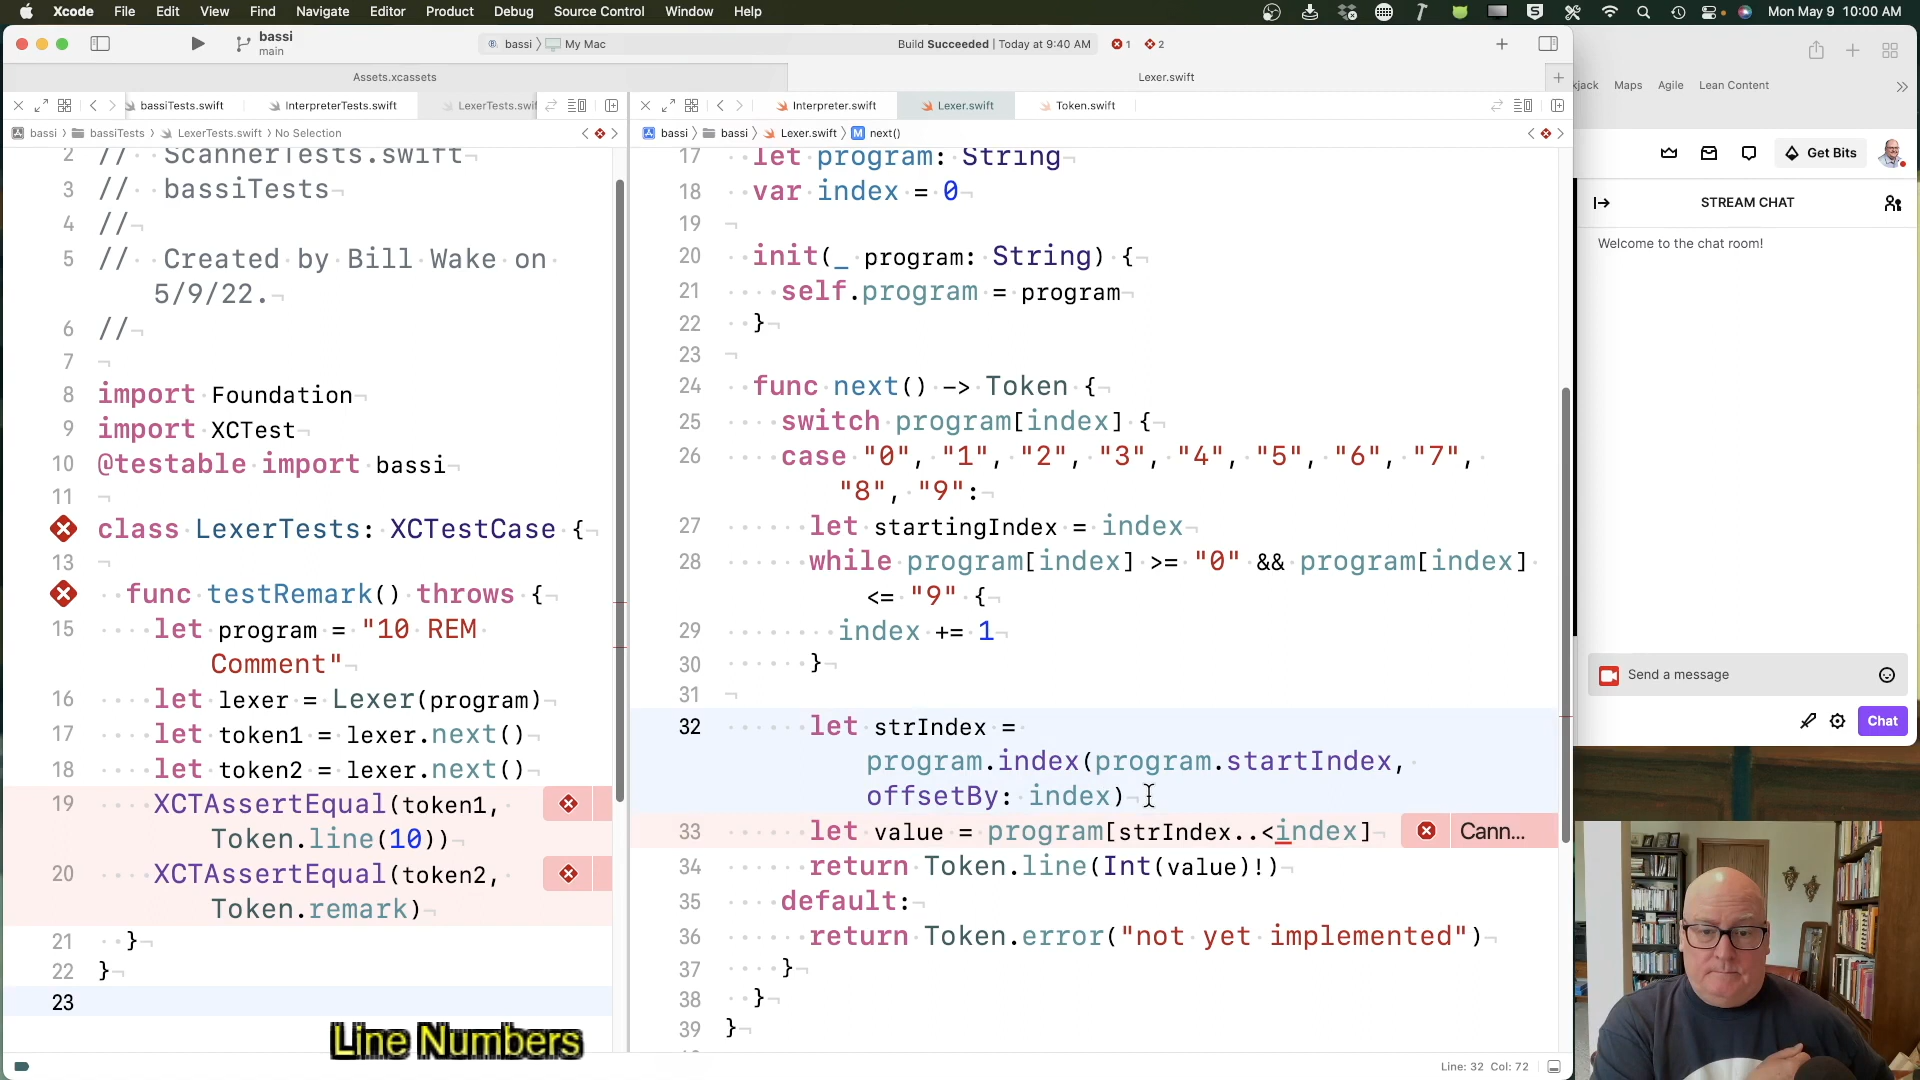 Xcode File Edit View Find Navigate Editor Product Debug Source Control Window Help
Mon May 9 10:00 AM
bassi
main
bassi My Mac
Build Succeeded | Today at 9:40 AM 1 2
Assets.xcassets
Lexer.swift
bassiTests.swift InterpreterTests.swift LexerTests.swif
bassi bassiTests LexerTests.swift No Selection
2 // ScannerTests.swift
3 // bassiTests
4 //
5 // Created by Bill Wake on
5/9/22.
6 //
7
8 import Foundation
9 import XCTest
10 @testable import bassi
11
class LexerTests: XCTestCase {
13
func testRemark() throws {
15 let program = "10 REM
Comment"
16 let lexer = Lexer(program)
17 let token1 = lexer.next()
18 let token2 = lexer.next()
19 XCTAssertEqual(token1,
Token.line(10))
20 XCTAssertEqual(token2,
Token.remark)
21 }
22 }
23
Line Numbers
Interpreter.swift Lexer.swift Token.swift
bassi bassi Lexer.swift M next()
17 let program: String
18 var index = 0
19
20 init(_ program: String) {
21 self.program = program
22 }
23
24 func next() -> Token {
25 switch program[index] {
26 case "0", "1", "2", "3", "4", "5", "6", "7",
"8", "9":
27 let startingIndex = index
28 while program[index] >= "0" && program[index]
<= "9" {
29 index += 1
30 }
31
32 let strIndex =
program.index(program.startIndex,
offsetBy: index)
33 let value = program[strIndex..<index] Cann...
34 return Token.line(Int(value)!)
35 default:
36 return Token.error("not yet implemented")
37 }
38 }
39 }
Line: 32 Col: 72
kjack Maps Agile Lean Content
Get Bits
STREAM CHAT
Welcome to the chat room!
Send a message
Chat